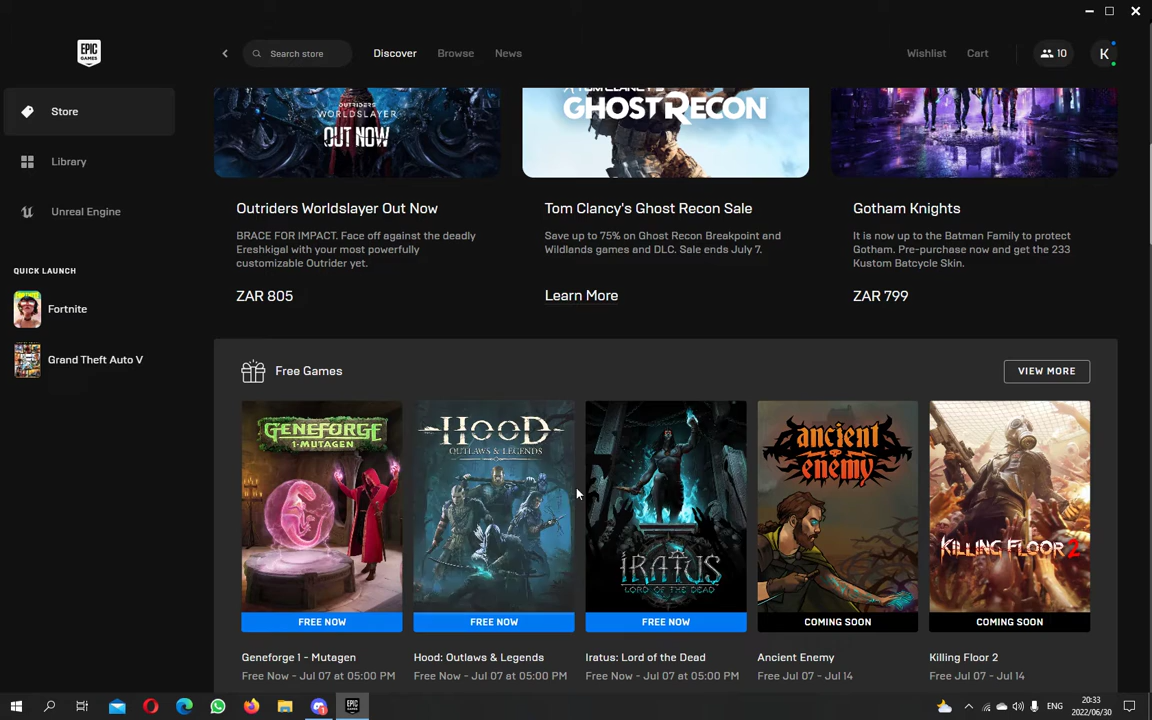 EPIC
GAMES
Search store
Discover
Browse
News
Wishlist
Cart
10
K
Store
Library
Unreal Engine
QUICK LAUNCH
Fortnite
Grand Theft Auto V
OUTRIDERS
WORLDSLAYER
OUT NOW
GHOST RECON
Outriders Worldslayer Out Now
BRACE FOR IMPACT. Face off against the deadly
Ereshkigal with your most powerfully
customizable Outrider yet.
ZAR 805
Tom Clancy's Ghost Recon Sale
Save up to 75% on Ghost Recon Breakpoint and
Wildlands games and DLC. Sale ends July 7.
Learn More
Gotham Knights
It is now up to the Batman Family to protect
Gotham. Pre-purchase now and get the 233
Kustom Batcycle Skin.
ZAR 799
Free Games
VIEW MORE
GENEFORGE
1-MUTAGEN
FREE NOW
Geneforge 1 - Mutagen
Free Now - Jul 07 at 05:00 PM
HOOD
OUTLAWS & LEGENDS
FREE NOW
Hood: Outlaws & Legends
Free Now - Jul 07 at 05:00 PM
IRATUS
LORD OF THE DEAD
FREE NOW
Iratus: Lord of the Dead
Free Now - Jul 07 at 05:00 PM
ancient
enemy
COMING SOON
Ancient Enemy
Free Jul 07 - Jul 14
KILLING FLOOR 2
COMING SOON
Killing Floor 2
Free Jul 07 - Jul 14
ENG
20:33
2022/06/30